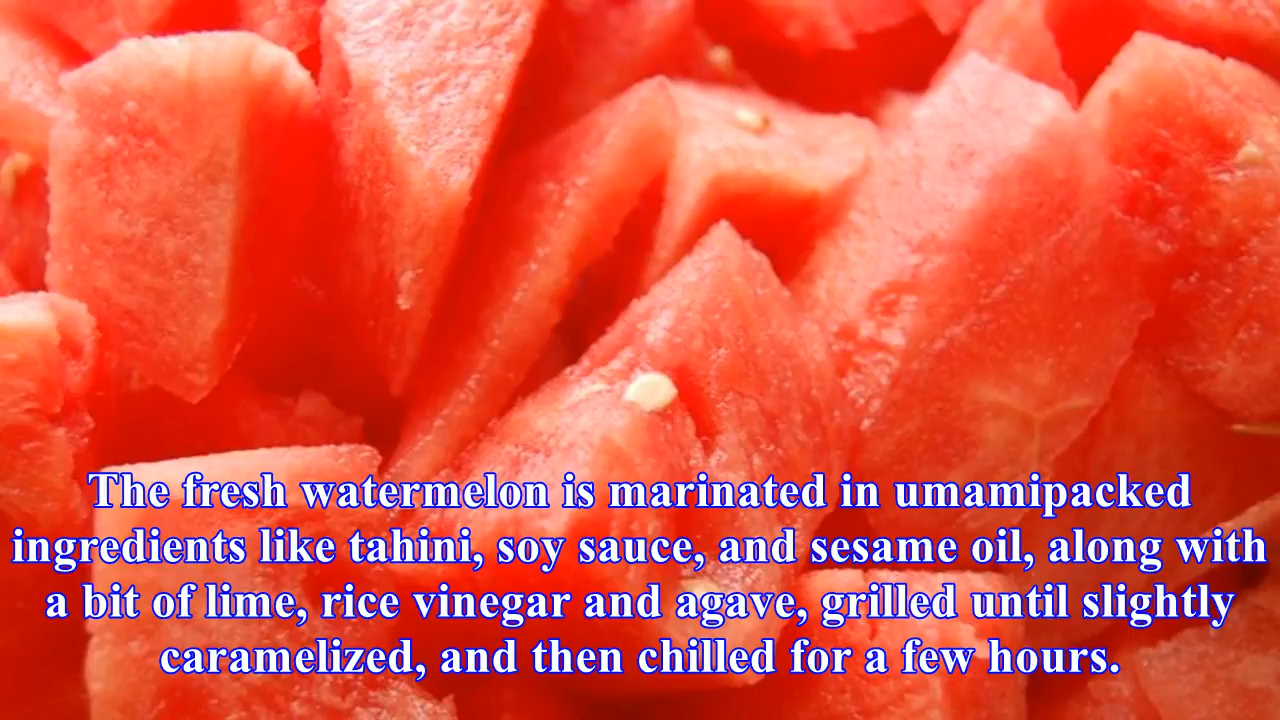 The fresh watermelon is marinated in umamipacked
ingredients like tahini, soy sauce, and sesame oil, along with
a bit of lime, rice vinegar and agave, grilled until slightly
caramelized, and then chilled for a few hours.